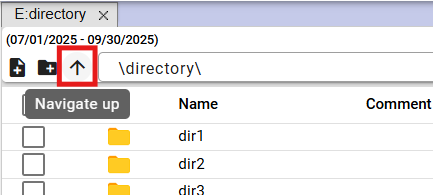 E:directory
(07/01/2025 - 09/30/2025)
\directory\
Navigate up
Name
Comment
dir1
dir2
dir3